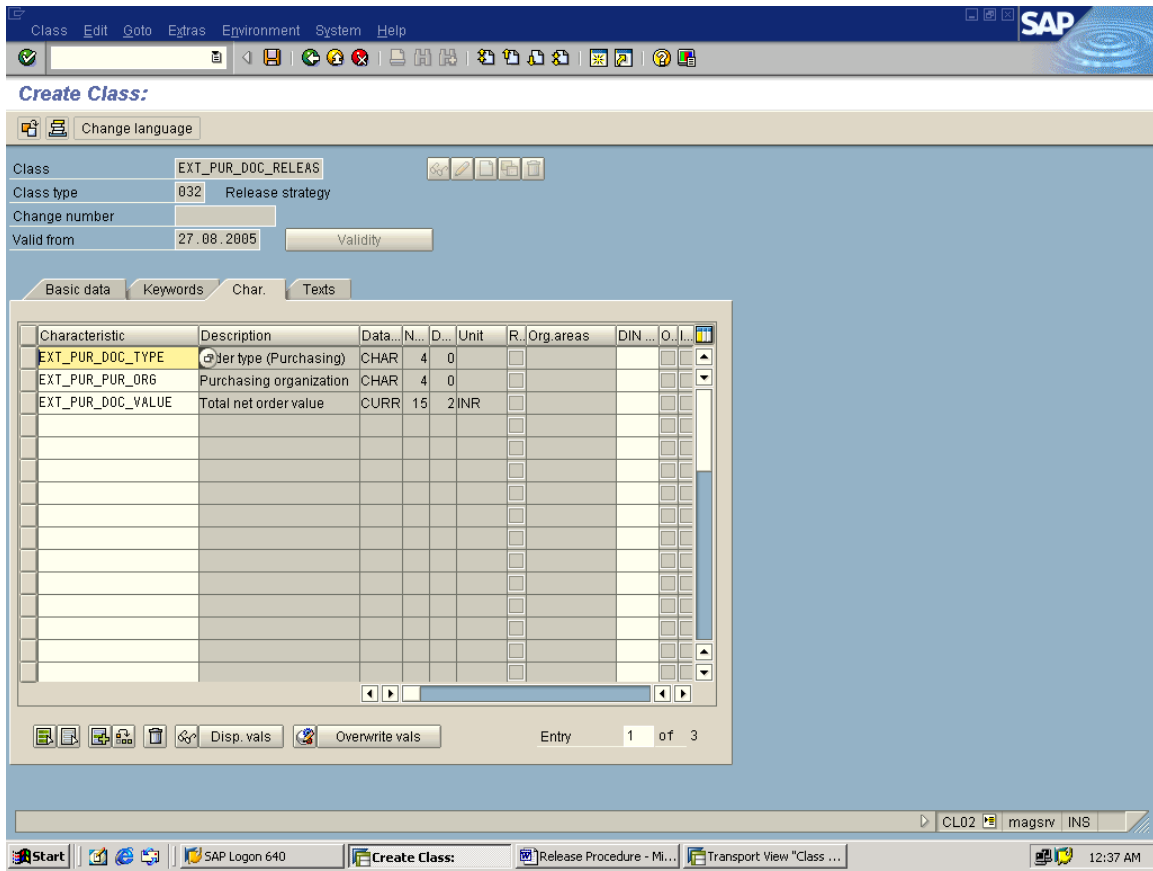 Class Edit Goto Extras Environment System Help
SAP
Create Class:
Change language
Class EXT_PUR_DOC_RELEAS
Class type 032 Release strategy
Change number
Valid from 27.08.2005 Validity
Basic data Keywords Char. Texts
Characteristic Description Data... N... D... Unit R.. Org.areas DIN ... O.. I...
EXT_PUR_DOC_TYPE der type (Purchasing) CHAR 4 0
EXT_PUR_PUR_ORG Purchasing organization CHAR 4 0
EXT_PUR_DOC_VALUE Total net order value CURR 15 2 INR
Disp. vals Overwrite vals Entry 1 of 3
CL02 magsrv INS
Start SAP Logon 640 Create Class: Release Procedure - Mi... Transport View "Class ... 12:37 AM